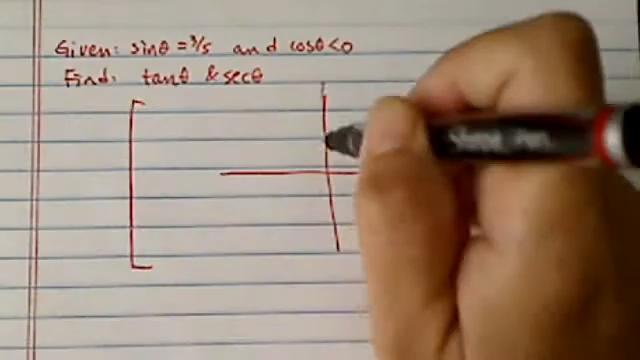 Given: sinθ = 3/5 and cosθ<0
Find: tanθ & secθ